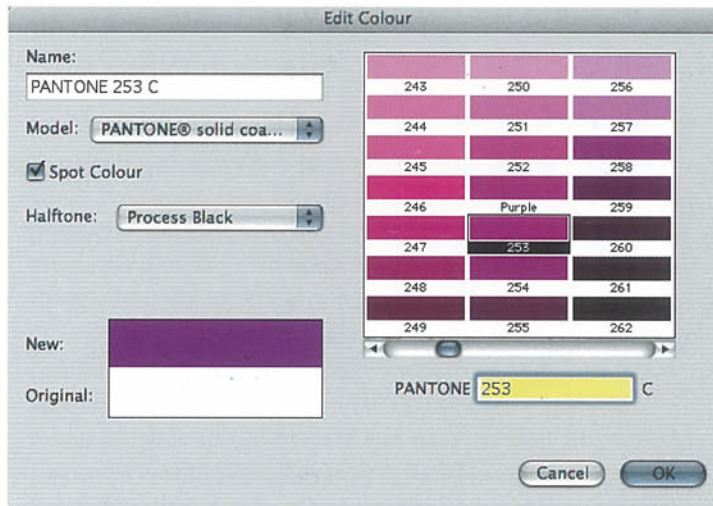 Edit Colour
Name:
PANTONE 253 C
Model: PANTONE® solid coa...
Spot Colour
Halftone: Process Black
New:
Original:
243 250 256
244 251 257
245 252 258
246 Purple 259
247 253 260
248 254 261
249 255 262
PANTONE 253 C
Cancel OK